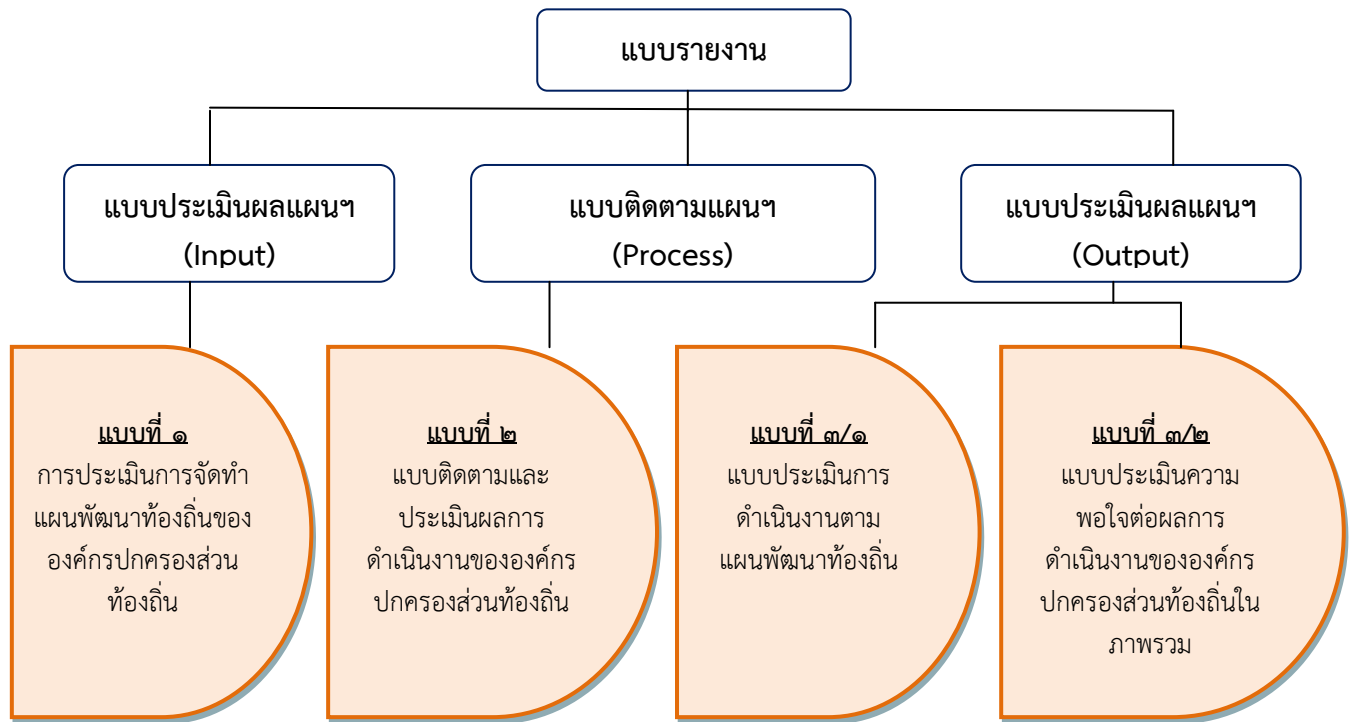 แบบรายงาน
แบบประเมินผลแผนฯ
(Input)
แบบติดตามแผนฯ
(Process)
แบบประเมินผลแผนฯ
(Output)
แบบที่ ๑
การประเมินการจัดทำ
แผนพัฒนาท้องถิ่นของ
องค์กรปกครองส่วน
ท้องถิ่น
แบบที่ ๒
แบบติดตามและ
ประเมินผลการ
ดำเนินงานขององค์กร
ปกครองส่วนท้องถิ่น
แบบที่ ๓/๑
แบบประเมินการ
ดำเนินงานตาม
แผนพัฒนาท้องถิ่น
แบบที่ ๓/๒
แบบประเมินความ
พอใจต่อผลการ
ดำเนินงานขององค์กร
ปกครองส่วนท้องถิ่นใน
ภาพรวม